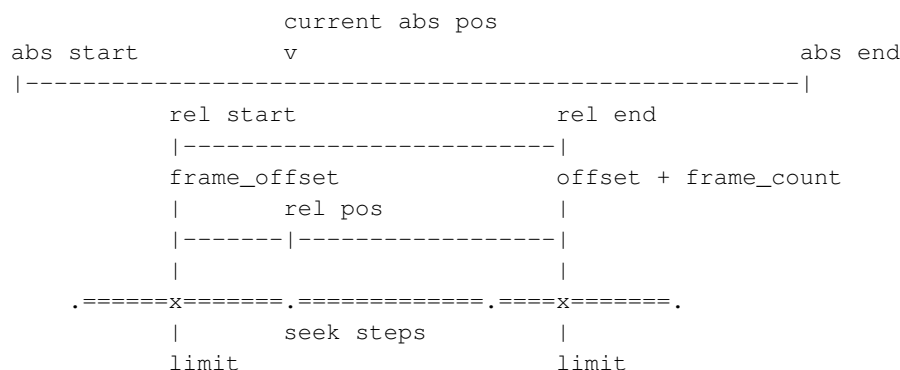 current abs pos
abs start          v                                  abs end
|-----------------------------------------------------|
           rel start                 rel end
           |--------------------------|
           frame_offset              offset + frame_count
           |       rel pos            |
           |-------|------------------|
           |                          |
    .======x=======.=============.====x=======.
           |       seek steps         |
           limit                     limit